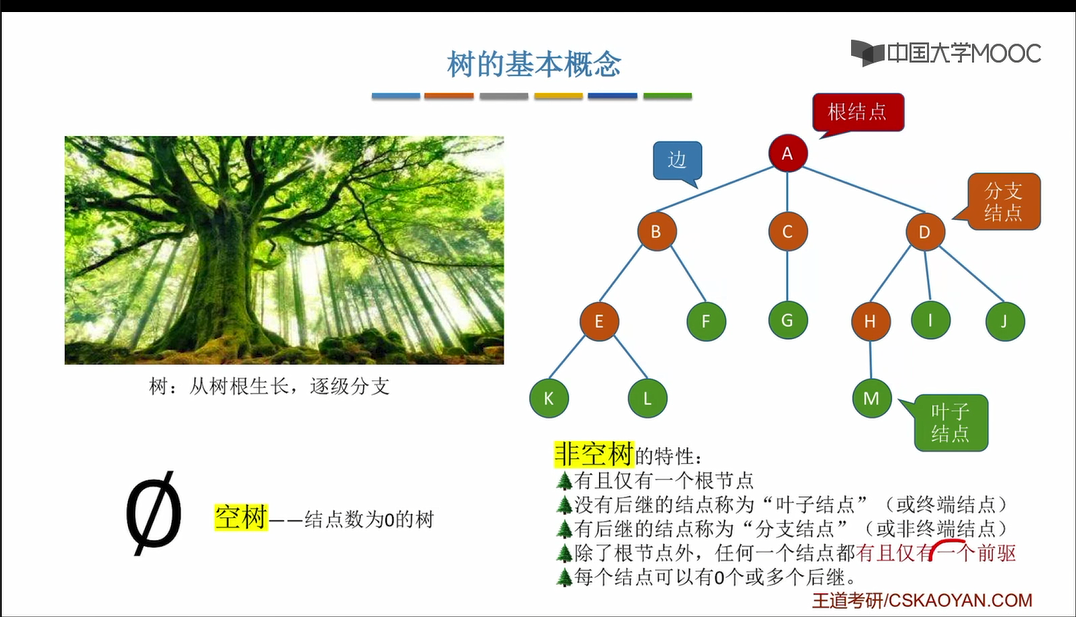 树的基本概念
中国大学MOOC
根结点
A
边
分支
结点
B
C
D
E
F
G
H
I
J
K
L
M
叶子
结点
树：从树根生长，逐级分支
Ø
空树——结点数为0的树
非空树的特性：
有且仅有一个根节点
没有后继的结点称为“叶子结点”（或终端结点）
有后继的结点称为“分支结点”（或非终端结点）
除了根节点外，任何一个结点都有且仅有一个前驱
每个结点可以有0个或多个后继。
王道考研/CSKAOYAN.COM